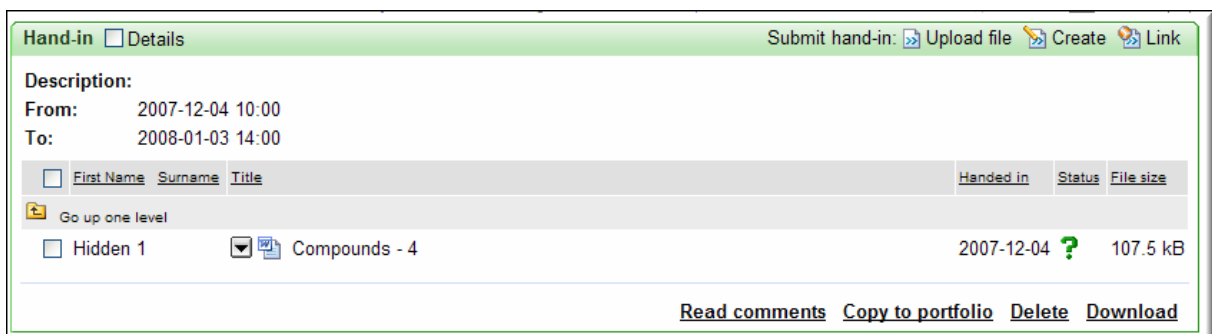 Hand-in Details Submit hand-in: Upload file Create Link
Description:
From: 2007-12-04 10:00
To: 2008-01-03 14:00
First Name Surname Title Handed in Status File size
Go up one level
Hidden 1 Compounds - 4 2007-12-04 ? 107.5 kB
Read comments Copy to portfolio Delete Download